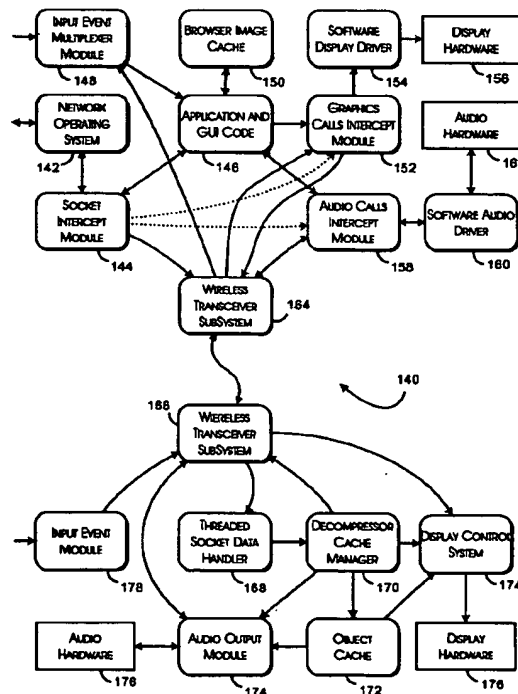 INPUT EVENT
MULTIPLEXER
MODULE
148
BROWSER IMAGE
CACHE
150
SOFTWARE
DISPLAY DRIVER
154
DISPLAY
HARDWARE
156
NETWORK
OPERATING
SYSTEM
142
APPLICATION AND
GUI CODE
146
GRAPHICS
CALLS INTERCEPT
MODULE
152
AUDIO
HARDWARE
16
SOCKET
INTERCEPT
MODULE
144
AUDIO CALLS
INTERCEPT
MODULE
158
SOFTWARE AUDIO
DRIVER
160
WIRELESS
TRANSCEIVER
SUBSYSTEM
164
140
166
WIERELESS
TRANSCEIVER
SUBSYSTEM
INPUT EVENT
MODULE
178
THREADED
SOCKET DATA
HANDLER
168
DECOMPRESSOR
CACHE
MANAGER
170
DISPLAY CONTROL
SYSTEM
174
AUDIO
HARDWARE
176
AUDIO OUTPUT
MODULE
174
OBJECT
CACHE
172
DISPLAY
HARDWARE
176